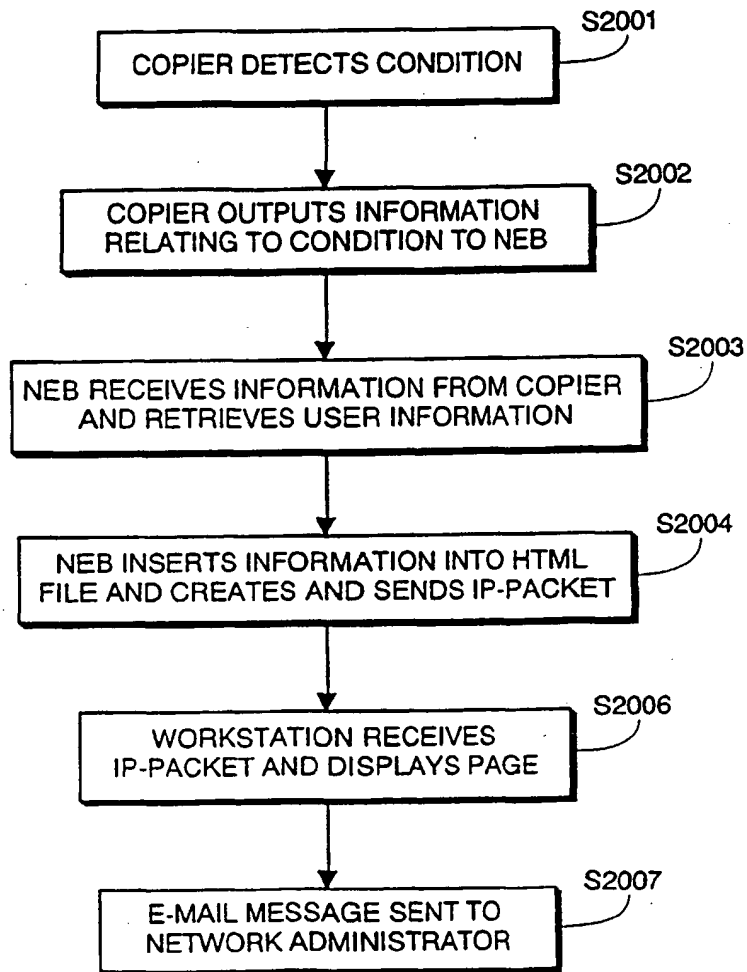 S2001
COPIER DETECTS CONDITION
S2002
COPIER OUTPUTS INFORMATION
RELATING TO CONDITION TO NEB
S2003
NEB RECEIVES INFORMATION FROM COPIER
AND RETRIEVES USER INFORMATION
S2004
NEB INSERTS INFORMATION INTO HTML
FILE AND CREATES AND SENDS IP-PACKET
S2006
WORKSTATION RECEIVES
IP-PACKET AND DISPLAYS PAGE
S2007
E-MAIL MESSAGE SENT TO
NETWORK ADMINISTRATOR